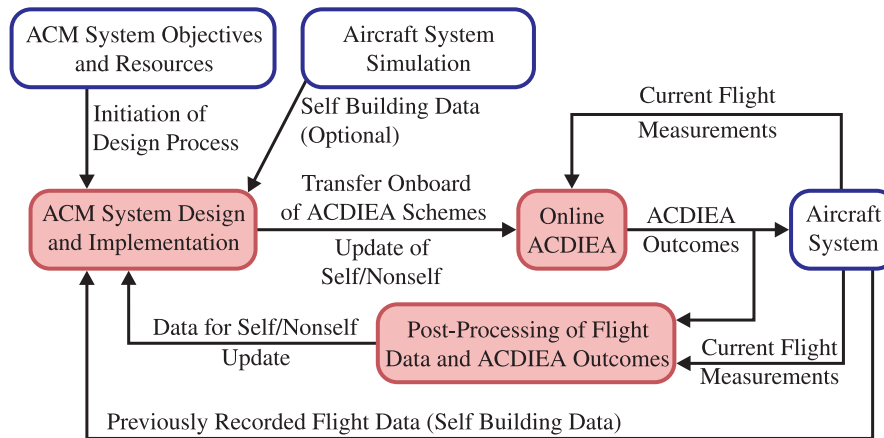 ACM System Objectives
and Resources
Aircraft System
Simulation
Initiation of
Design Process
Self Building Data
(Optional)
Current Flight
Measurements
ACM System Design
and Implementation
Transfer Onboard
of ACDIEA Schemes
Update of
Self/Nonself
Online
ACDIEA
ACDIEA
Outcomes
Aircraft
System
Data for Self/Nonself
Update
Post-Processing of Flight
Data and ACDIEA Outcomes
Current Flight
Measurements
Previously Recorded Flight Data (Self Building Data)